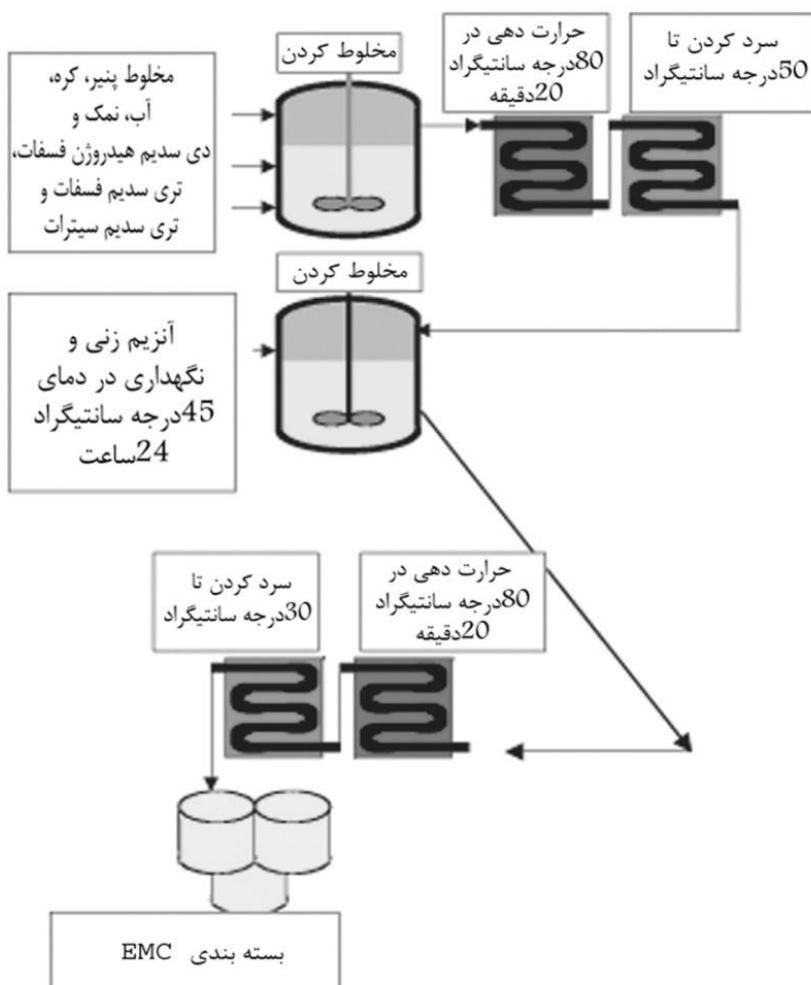 مخلوط کردن
مخلوط پنیر، کره،
آب، نمک و
دی سدیم هیدروژن فسفات،
تری سدیم فسفات و
تری سدیم سیترات
حرارت دهی در
80درجه سانتیگراد
20دقیقه
سرد کردن تا
50درجه سانتیگراد
مخلوط کردن
آنزیم زنی و
نگهداری در دمای
45درجه سانتیگراد
24ساعت
حرارت دهی در
80درجه سانتیگراد
20دقیقه
سرد کردن تا
30درجه سانتیگراد
بسته بندی EMC